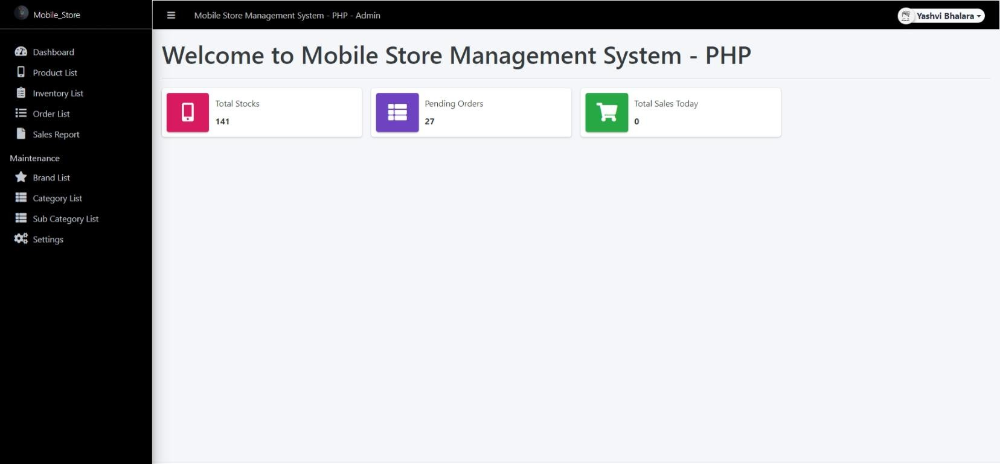 Mobile_Store
Mobile Store Management System - PHP - Admin
Yashvi Bhalara
Dashboard
Product List
Inventory List
Order List
Sales Report
Maintenance
Brand List
Category List
Sub Category List
Settings
Welcome to Mobile Store Management System - PHP
Total Stocks
141
Pending Orders
27
Total Sales Today
0